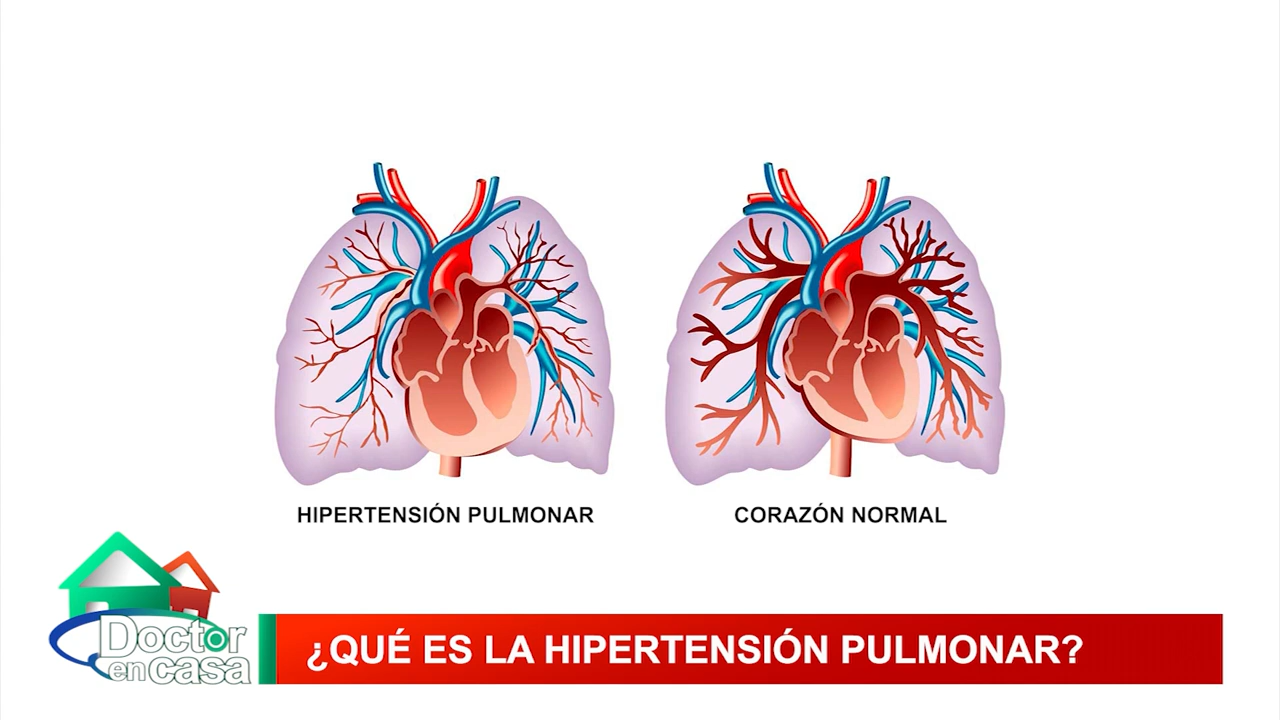 HIPERTENSIÓN PULMONAR
CORAZÓN NORMAL
Doctor
en casa
¿QUÉ ES LA HIPERTENSIÓN PULMONAR?